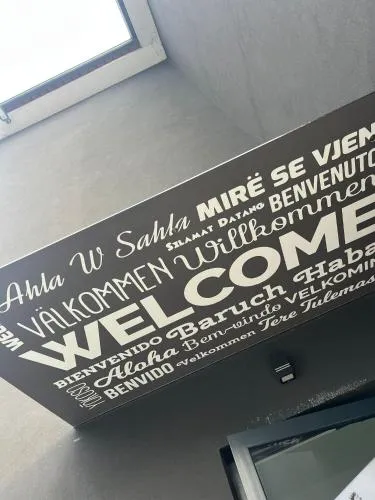 Ahla W Sahla MIRË SE VJEN
SELAMAT DATANG BENVENUTO
VÄLKOMMEN Willkommen
WELCOME
BIENVENIDO Baruch Haba
Aloha Bem-vindo VELKOMIN
BENVIDO Velkommen Tere Tulemast